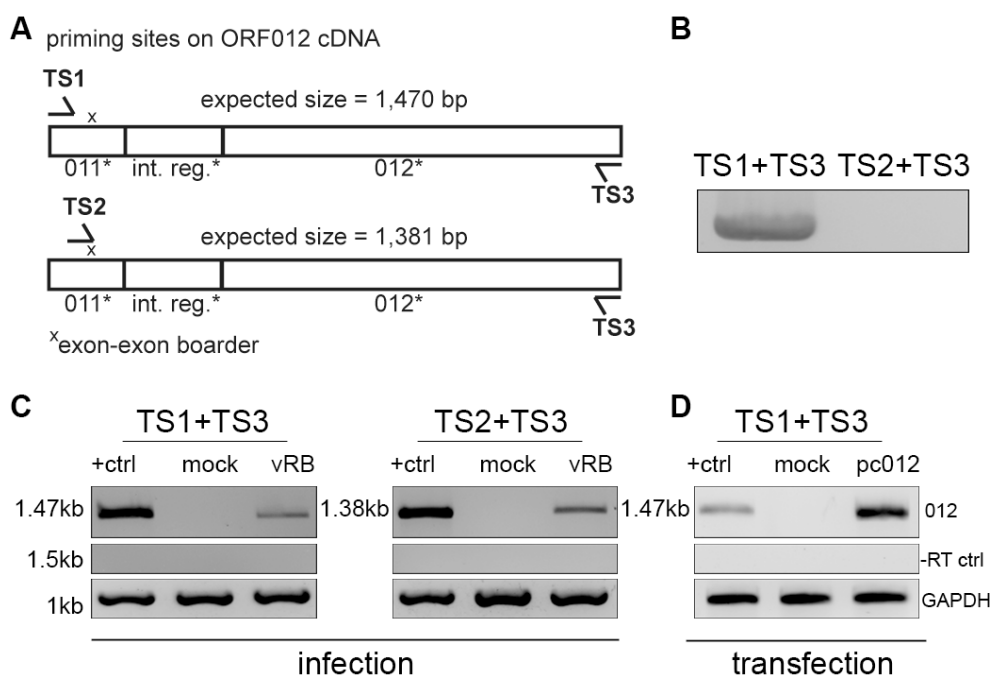 A
priming sites on ORF012 cDNA
TS1
x
expected size = 1,470 bp
011* int. reg.* 012*
TS3
TS2
x
expected size = 1,381 bp
011* int. reg.* 012*
TS3
xexon-exon boarder
B
TS1+TS3 TS2+TS3
C
TS1+TS3 TS2+TS3
+ctrl mock vRB +ctrl mock vRB
1.47kb 1.38kb
1.5kb
1kb
infection
D
TS1+TS3
+ctrl mock pc012
1.47kb 012
-RT ctrl
GAPDH
transfection